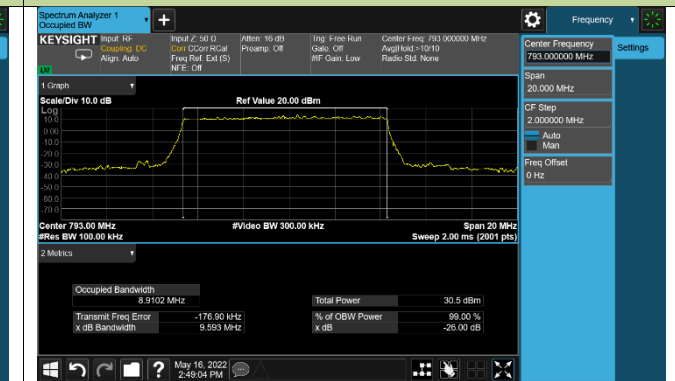 Spectrum Analyzer 1
Occupied BW
Frequency
KEYSIGHT
Input: RF
Coupling: DC
Align: Auto
Input Z: 50 Ω
Corr CCorr RCal
Freq Ref: Ext (S)
NFE: Off
Atten: 16 dB
Preamp: Off
Trig: Free Run
Gate: Off
#IF Gain: Low
Center Freq: 793.000000 MHz
Avg|Hold:>10/10
Radio Std: None
1 Graph
Scale/Div 10.0 dB
Ref Value 20.00 dBm
Log
10.0
0.00
-10.0
-20.0
-30.0
-40.0
-50.0
-60.0
-70.0
Center 793.00 MHz
#Video BW 300.00 kHz
Span 20 MHz
#Res BW 100.00 kHz
Sweep 2.00 ms (2001 pts)
2 Metrics
Occupied Bandwidth
8.9102 MHz
Total Power
30.5 dBm
Transmit Freq Error
-176.90 kHz
% of OBW Power
99.00 %
x dB Bandwidth
9.593 MHz
x dB
-26.00 dB
May 16, 2022
2:49:04 PM
Center Frequency
793.000000 MHz
Settings
Span
20.000 MHz
CF Step
2.000000 MHz
Auto
Man
Freq Offset
0 Hz